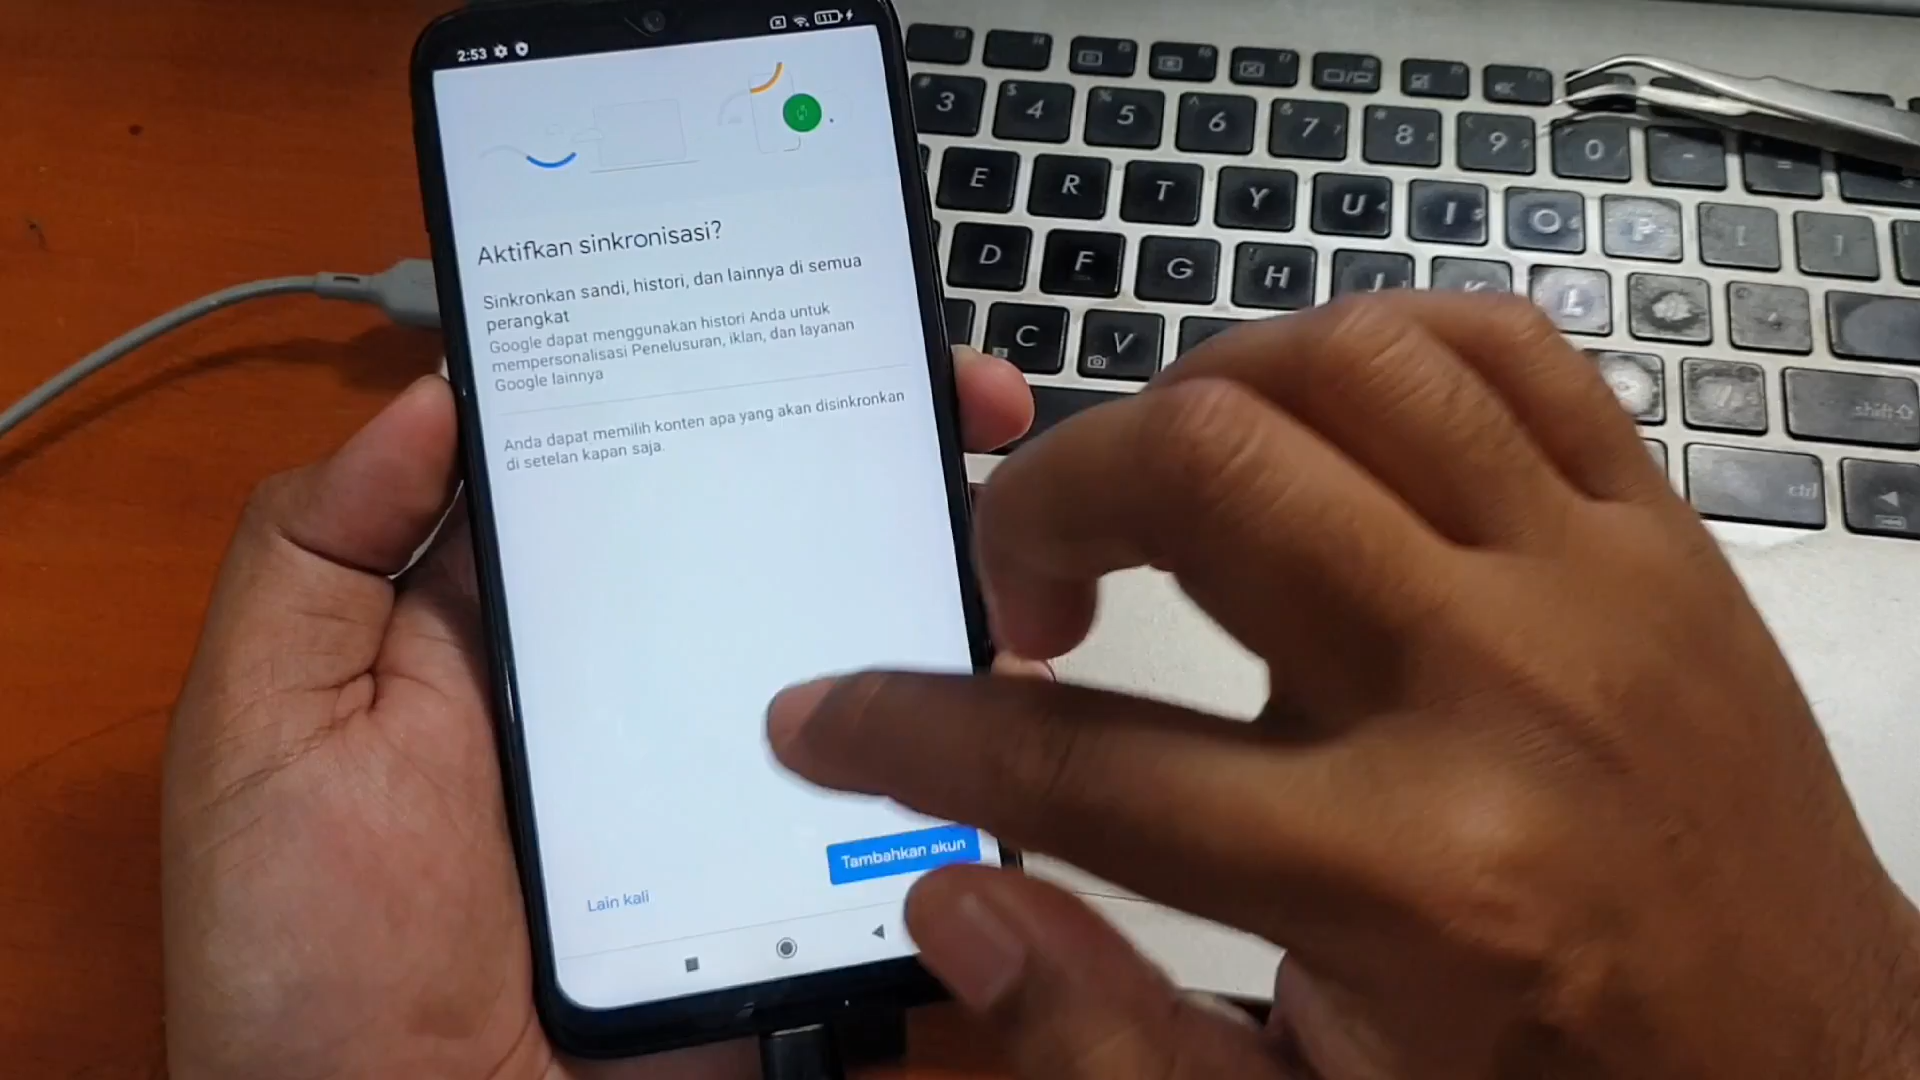 2:53
Aktifkan sinkronisasi?
Sinkronkan sandi, histori, dan lainnya di semua
perangkat
Google dapat menggunakan histori Anda untuk
mempersonalisasi Penelusuran, iklan, dan layanan
Google lainnya
Anda dapat memilih konten apa yang akan disinkronkan
di setelan kapan saja.
Tambahkan akun
Lain kali
# 3 $ 4 % 5 ^ 6 & 7 8 9 0
E R T Y U I O P [ ]
D F G H J K L
C V
shift
ctrl